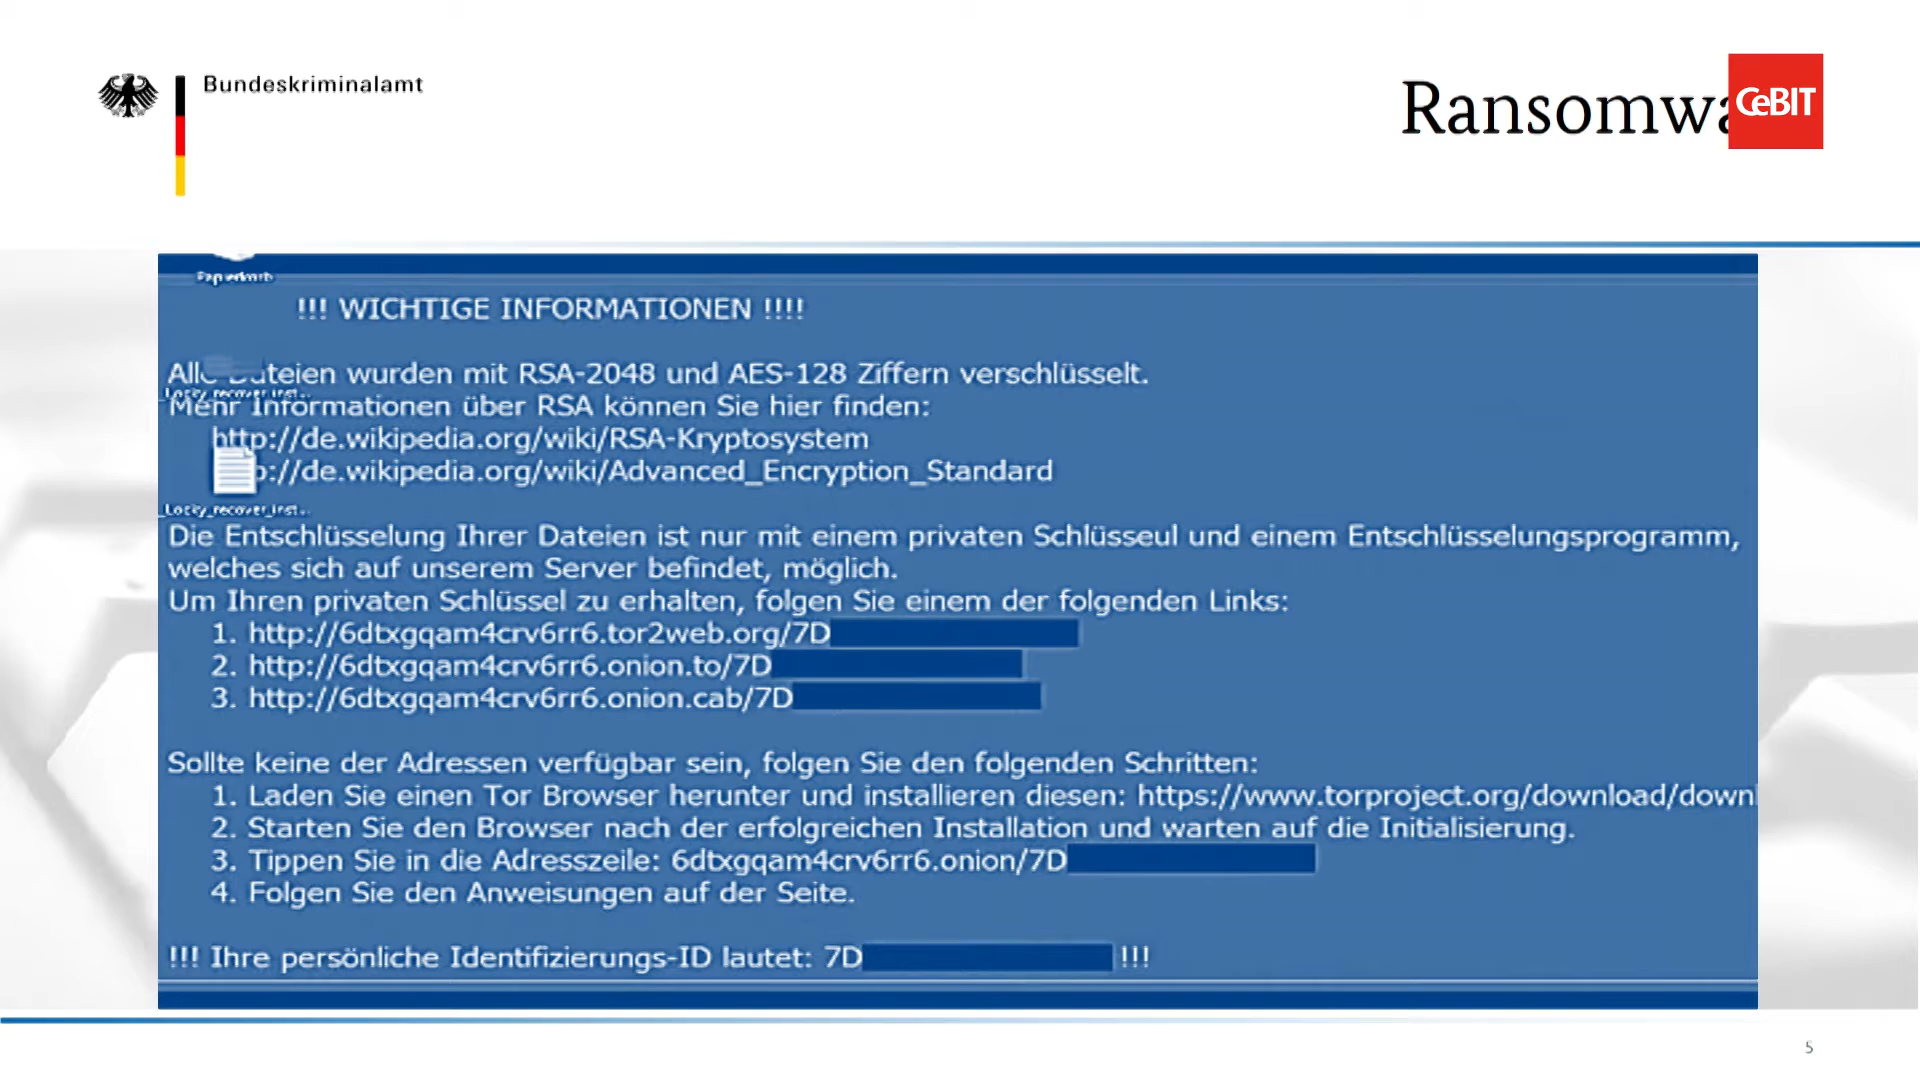 Bundeskriminalamt
Ransomwa
CeBIT
Papierkorb
!!! WICHTIGE INFORMATIONEN !!!!
Alle Dateien wurden mit RSA-2048 und AES-128 Ziffern verschlüsselt.
_Locky_recover_inst...
Mehr Informationen über RSA können Sie hier finden:
http://de.wikipedia.org/wiki/RSA-Kryptosystem
p://de.wikipedia.org/wiki/Advanced_Encryption_Standard
_Locky_recover_inst...
Die Entschlüsselung Ihrer Dateien ist nur mit einem privaten Schlüsseul und einem Entschlüsselungsprogramm,
welches sich auf unserem Server befindet, möglich.
Um Ihren privaten Schlüssel zu erhalten, folgen Sie einem der folgenden Links:
1. http://6dtxgqam4crv6rr6.tor2web.org/7D
2. http://6dtxgqam4crv6rr6.onion.to/7D
3. http://6dtxgqam4crv6rr6.onion.cab/7D
Sollte keine der Adressen verfügbar sein, folgen Sie den folgenden Schritten:
1. Laden Sie einen Tor Browser herunter und installieren diesen: https://www.torproject.org/download/downl
2. Starten Sie den Browser nach der erfolgreichen Installation und warten auf die Initialisierung.
3. Tippen Sie in die Adresszeile: 6dtxgqam4crv6rr6.onion/7D
4. Folgen Sie den Anweisungen auf der Seite.
!!! Ihre persönliche Identifizierungs-ID lautet: 7D !!!
5